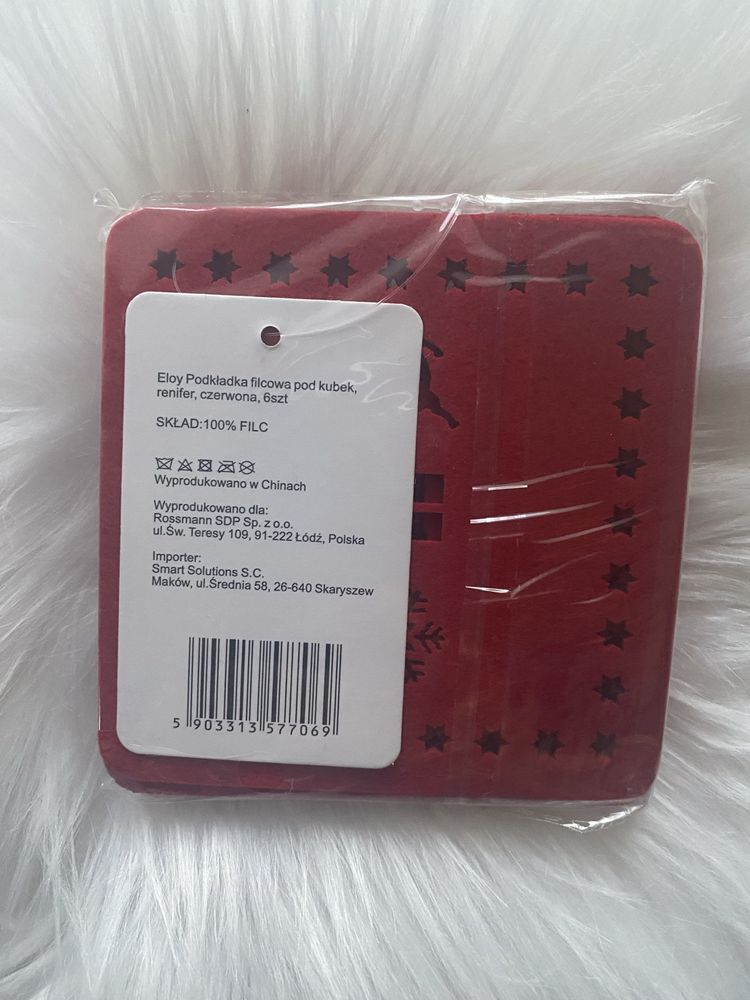 Eloy Podkładka filcowa pod kubek,
renifer, czerwona, 6szt
SKŁAD:100% FILC
Wyprodukowano w Chinach
Wyprodukowano dla:
Rossmann SDP Sp. z o.o.
ul.Św. Teresy 109, 91-222 Łódź, Polska
Importer:
Smart Solutions S.C.
Maków, ul.Średnia 58, 26-640 Skaryszew
5 903313 577069